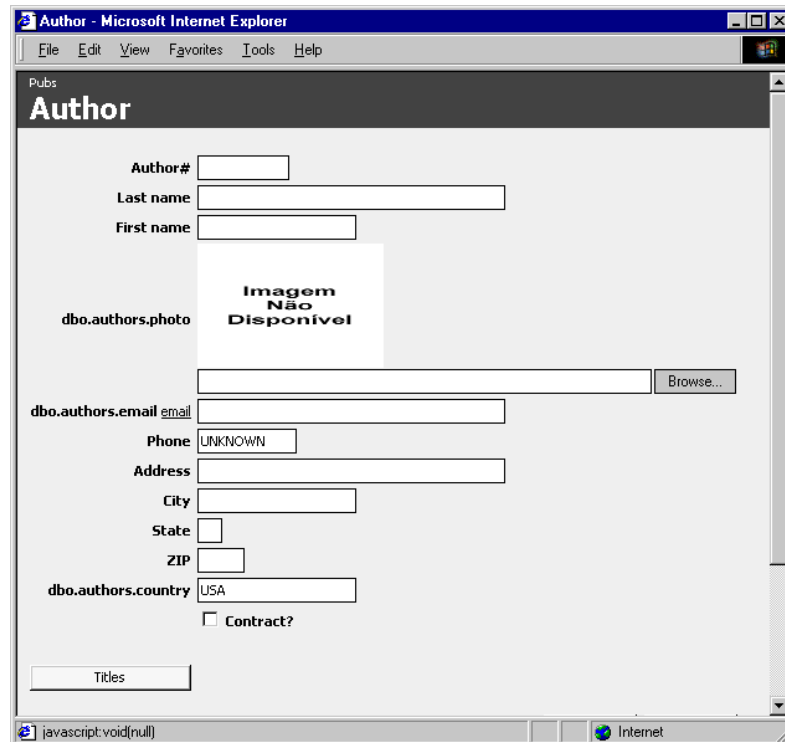 Author - Microsoft Internet Explorer
File Edit View Favorites Tools Help
Pubs
Author
Author#
Last name
First name
Imagem
Não
Disponível
dbo.authors.photo
Browse...
dbo.authors.email email
Phone UNKNOWN
Address
City
State
ZIP
dbo.authors.country USA
Contract?
Titles
javascript:void(null) Internet